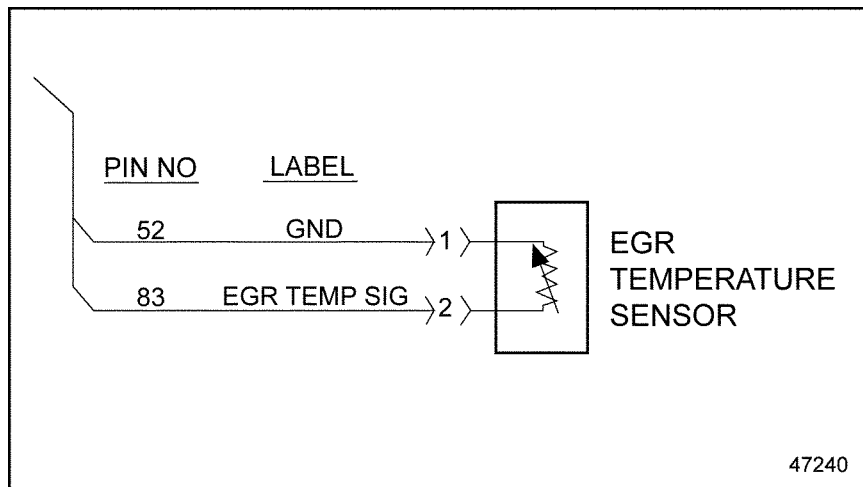 PIN NO LABEL
52 GND 1
83 EGR TEMP SIG 2
EGR
TEMPERATURE
SENSOR
47240